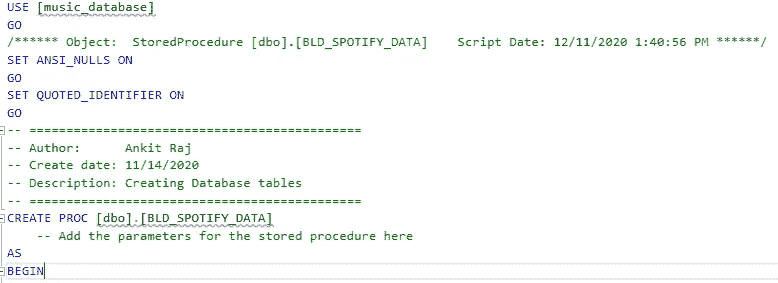 USE [music_database]
GO
/****** Object:  StoredProcedure [dbo].[BLD_SPOTIFY_DATA]    Script Date: 12/11/2020 1:40:56 PM ******/
SET ANSI_NULLS ON
GO
SET QUOTED_IDENTIFIER ON
GO
-- =============================================
-- Author:      Ankit Raj
-- Create date: 11/14/2020
-- Description: Creating Database tables
-- =============================================
CREATE PROC [dbo].[BLD_SPOTIFY_DATA]
    -- Add the parameters for the stored procedure here
AS
BEGIN